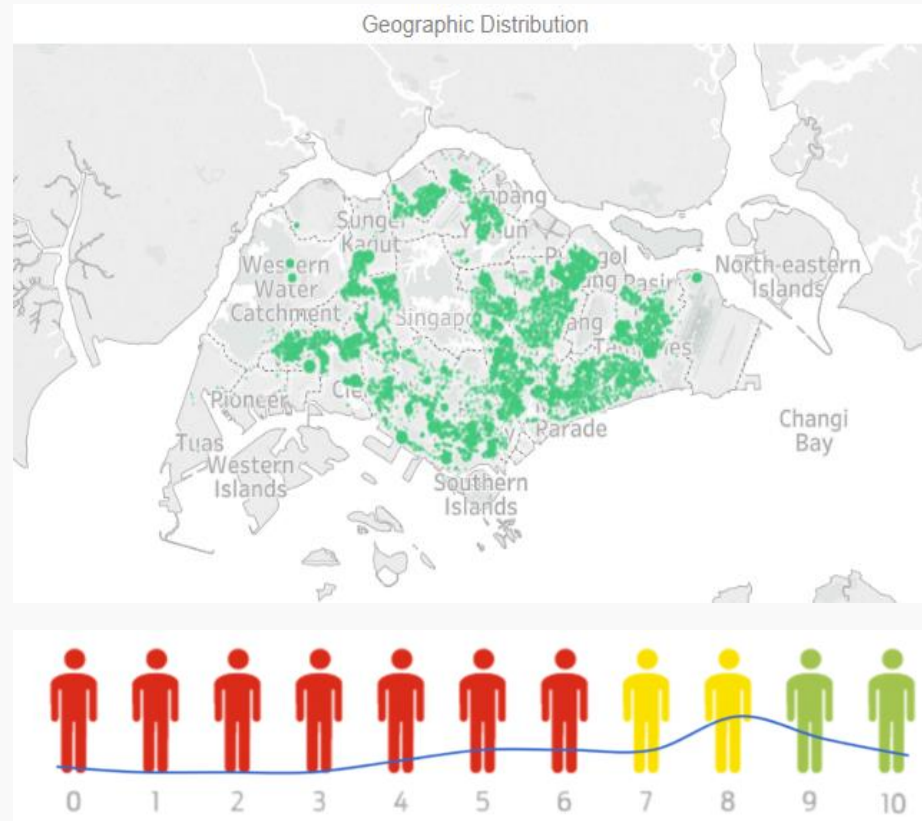 Geographic Distribution
Sungei
Kadut
Western
Water
Catchment
North-eastern
Islands
Pioneer
Parade
Changi
Bay
Tuas
Western
Islands
Southern
Islands
0 1 2 3 4 5 6 7 8 9 10